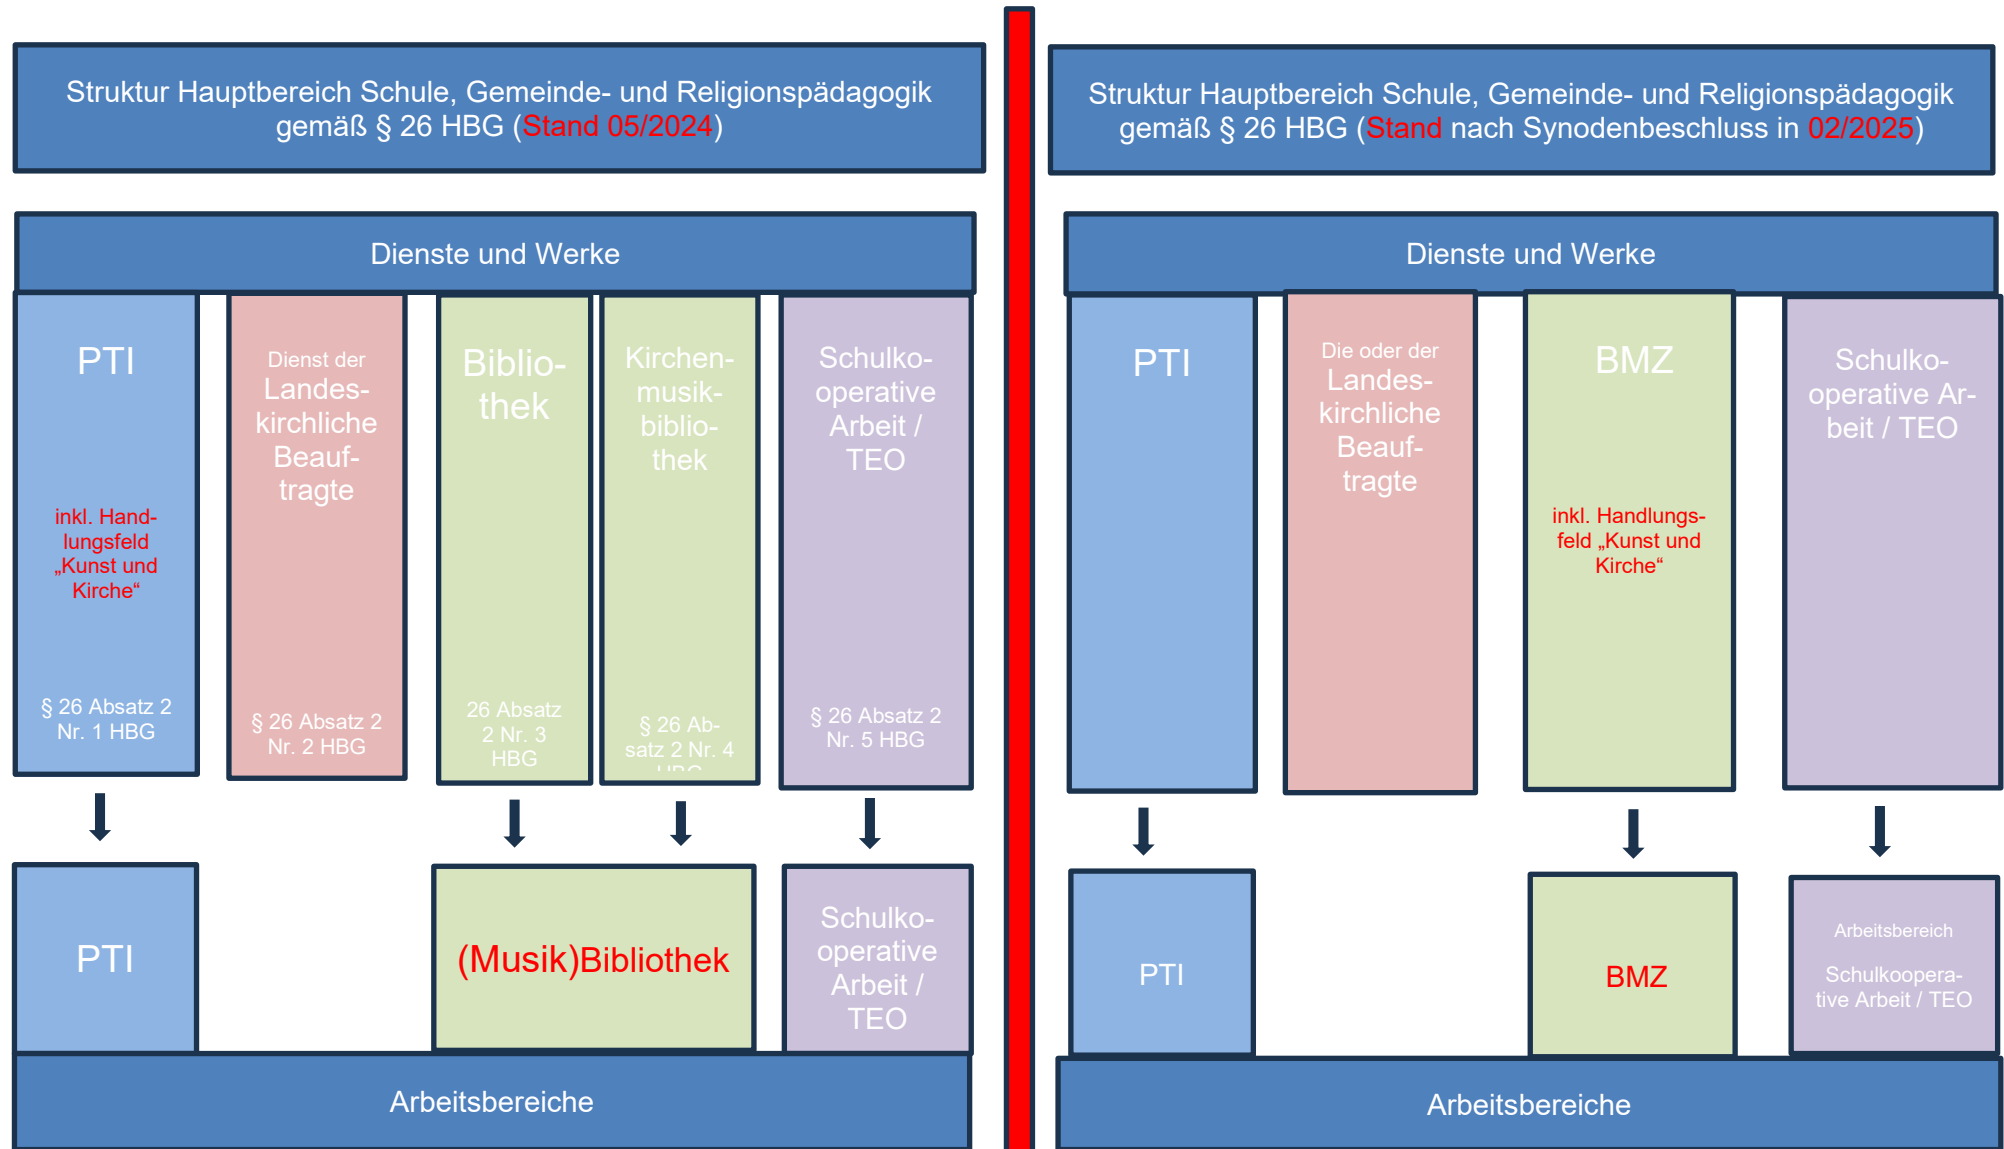 Struktur Hauptbereich Schule, Gemeinde- und Religionspädagogik
gemäß § 26 HBG (Stand 05/2024)
Dienste und Werke
PTI
inkl. Hand-
lungsfeld
„Kunst und
Kirche“
§ 26 Absatz 2
Nr. 1 HBG
Dienst der
Landes-
kirchliche
Beauf-
tragte
§ 26 Absatz 2
Nr. 2 HBG
Biblio-
thek
26 Absatz
2 Nr. 3
HBG
Kirchen-
musik-
biblio-
thek
§ 26 Ab-
satz 2 Nr. 4
HBG
Schulko-
operative
Arbeit /
TEO
§ 26 Absatz 2
Nr. 5 HBG
PTI
(Musik)Bibliothek
Schulko-
operative
Arbeit /
TEO
Arbeitsbereiche
Struktur Hauptbereich Schule, Gemeinde- und Religionspädagogik
gemäß § 26 HBG (Stand nach Synodenbeschluss in 02/2025)
Dienste und Werke
PTI
Die oder der
Landes-
kirchliche
Beauf-
tragte
BMZ
inkl. Handlungs-
feld „Kunst und
Kirche“
Schulko-
operative Ar-
beit / TEO
PTI
BMZ
Arbeitsbereich
Schulkoopera-
tive Arbeit / TEO
Arbeitsbereiche